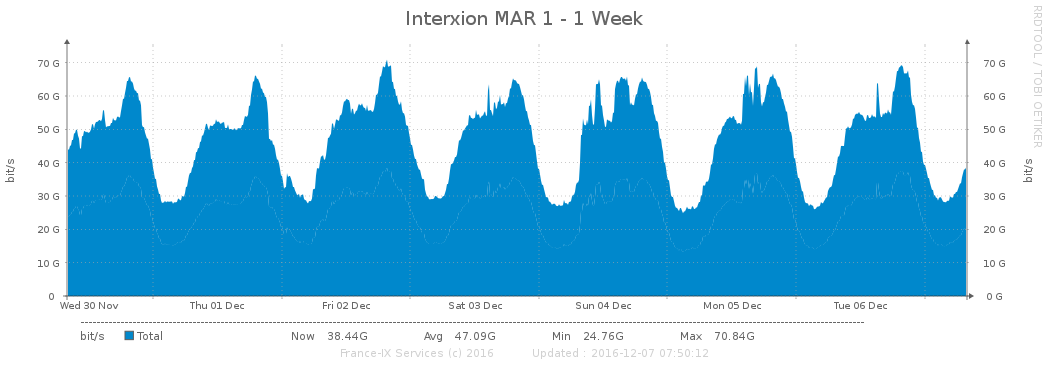 Interxion MAR 1 - 1 Week
RRDTOOL / TOBI OETIKER
bit/s
70 G 70 G
60 G 60 G
50 G 50 G
40 G 40 G
30 G 30 G
20 G 20 G
10 G 10 G
0 0 G
bit/s
Wed 30 Nov Thu 01 Dec Fri 02 Dec Sat 03 Dec Sun 04 Dec Mon 05 Dec Tue 06 Dec
bit/s Total Now 38.44G Avg 47.09G Min 24.76G Max 70.84G
France-IX Services (c) 2016 Updated : 2016-12-07 07:50:12